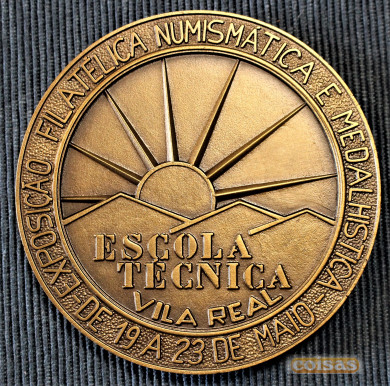 EXPOSIÇÃO FILATÉLICA NUMISMÁTICA E MEDALHÍSTICA
-DE 19 A 23 DE MAIO-
ESCOLA
TÉCNICA
VILA REAL
coisas